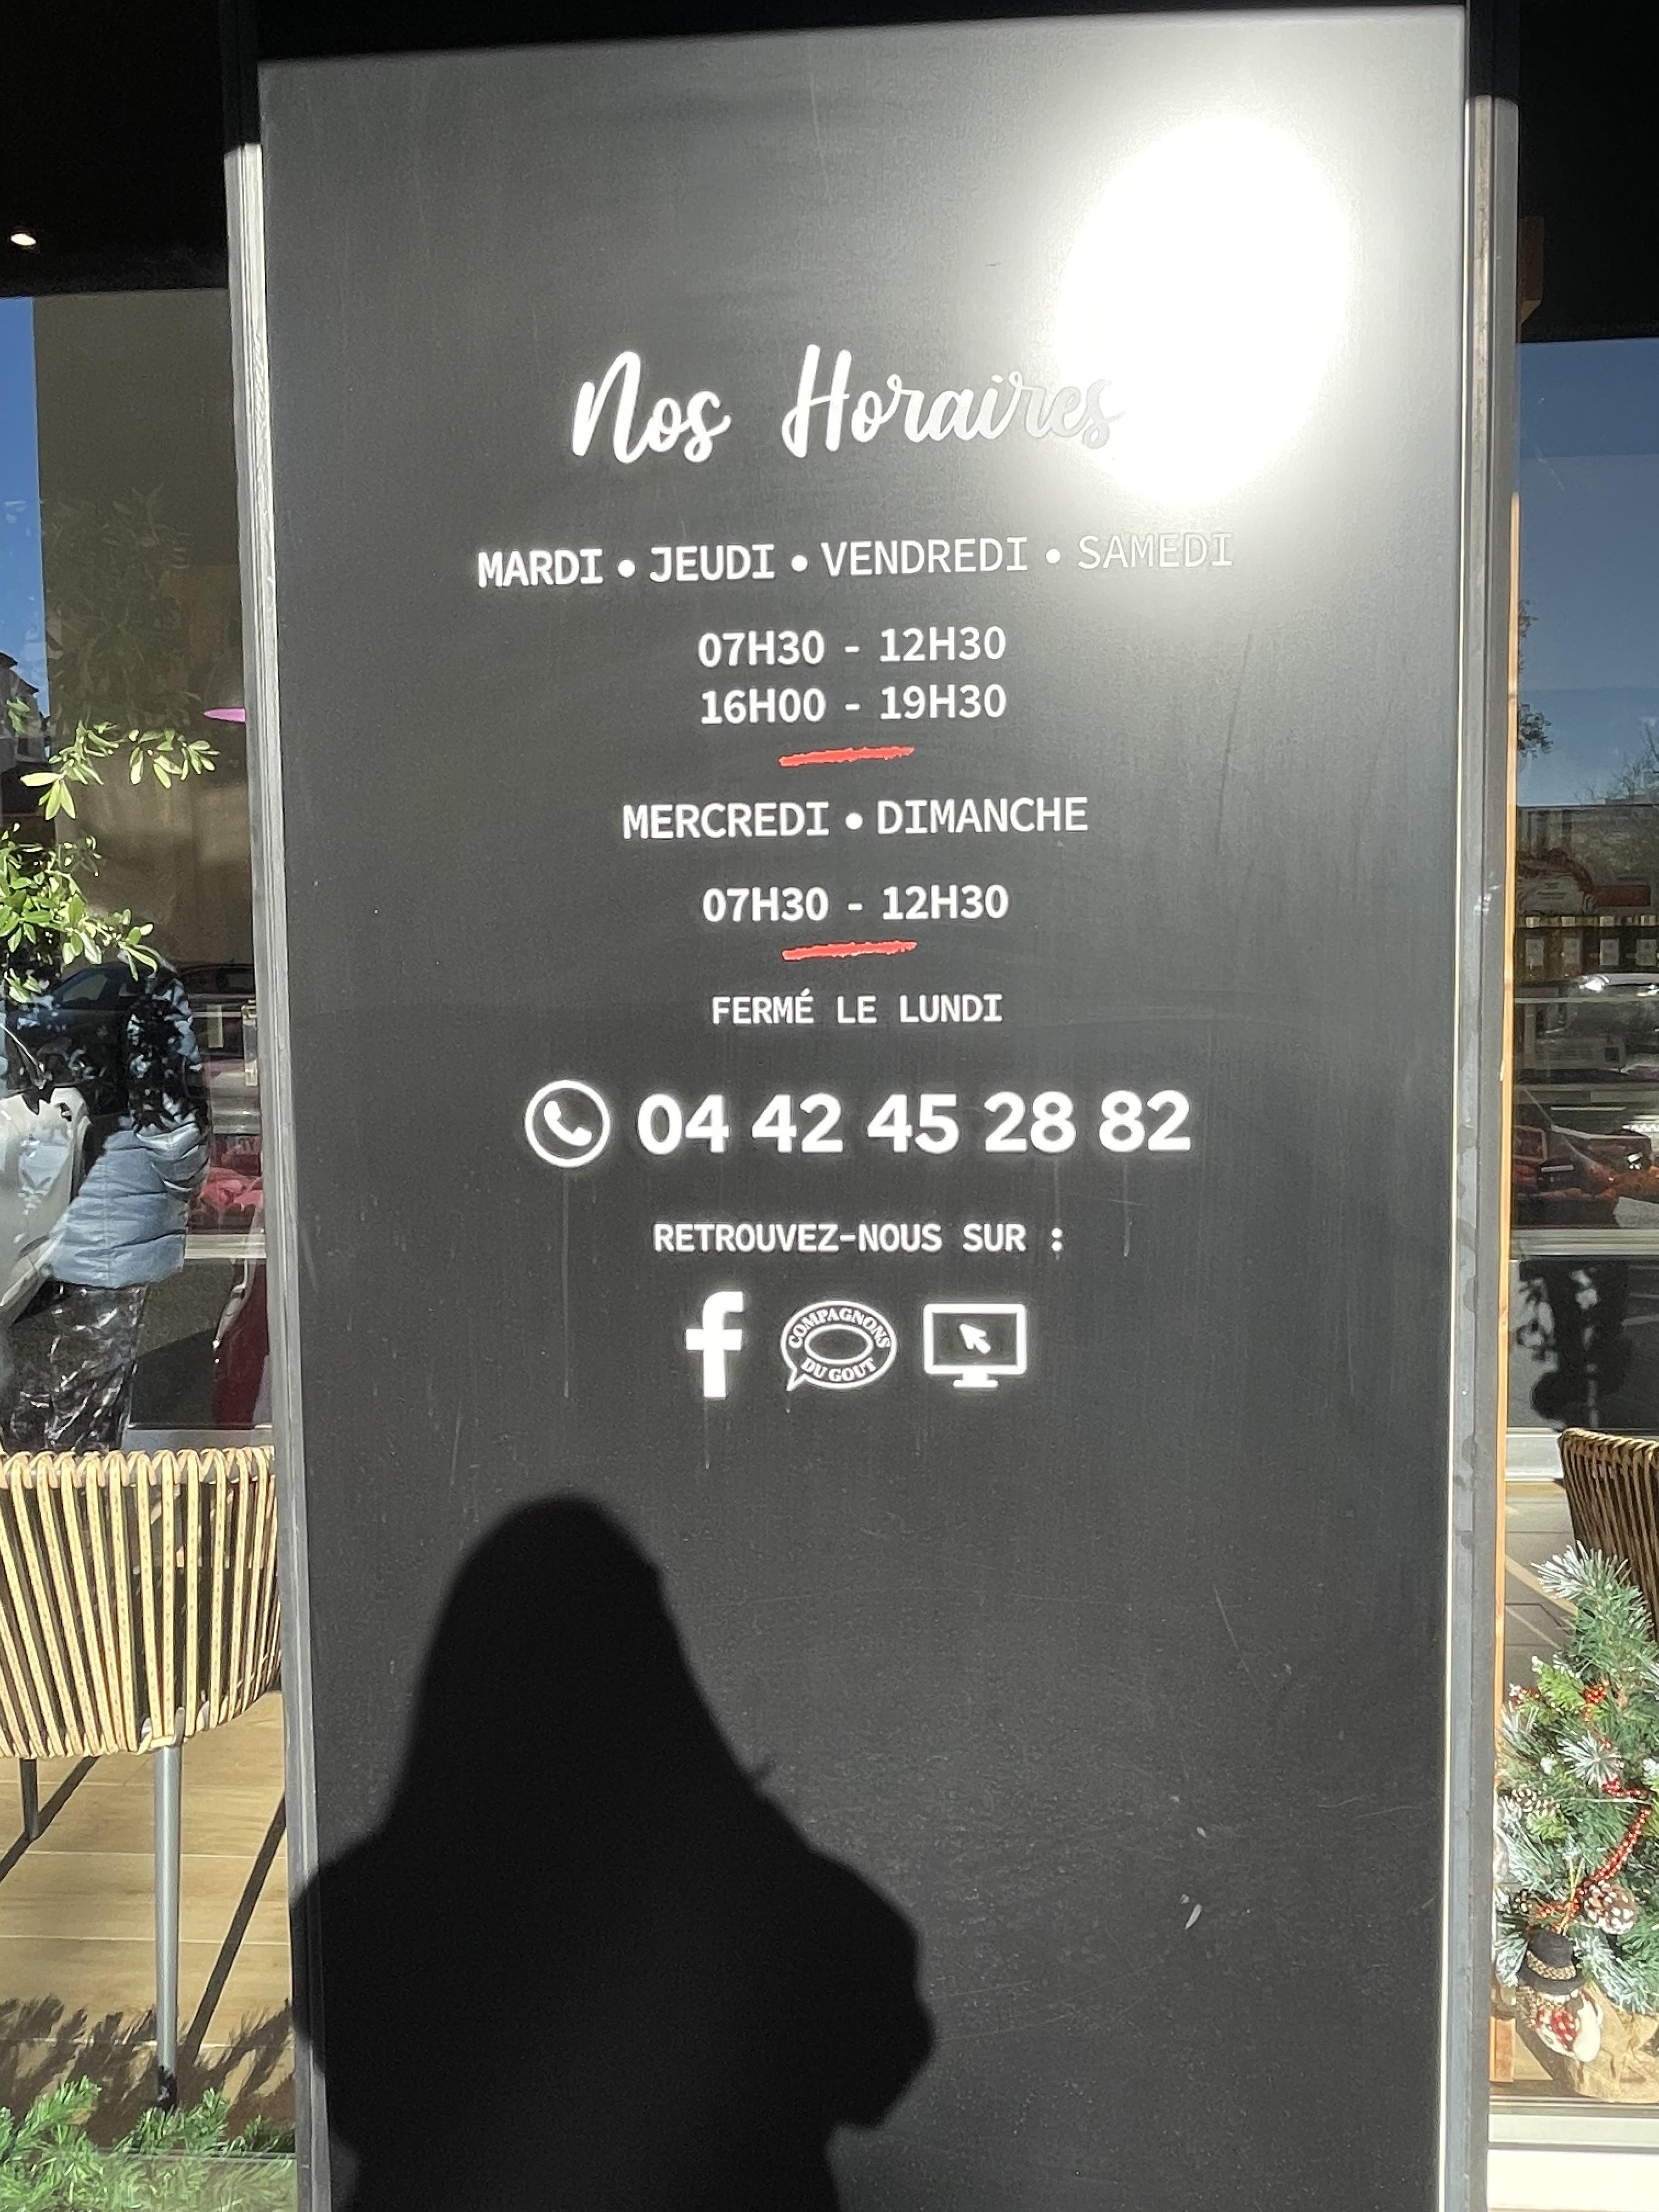 Nos Horaires
MARDI • JEUDI • VENDREDI • SAMEDI
07H30 - 12H30
16H00 - 19H30
MERCREDI • DIMANCHE
07H30 - 12H30
FERMÉ LE LUNDI
04 42 45 28 82
RETROUVEZ-NOUS SUR :
f
COMPAGNONS
DU GOUT